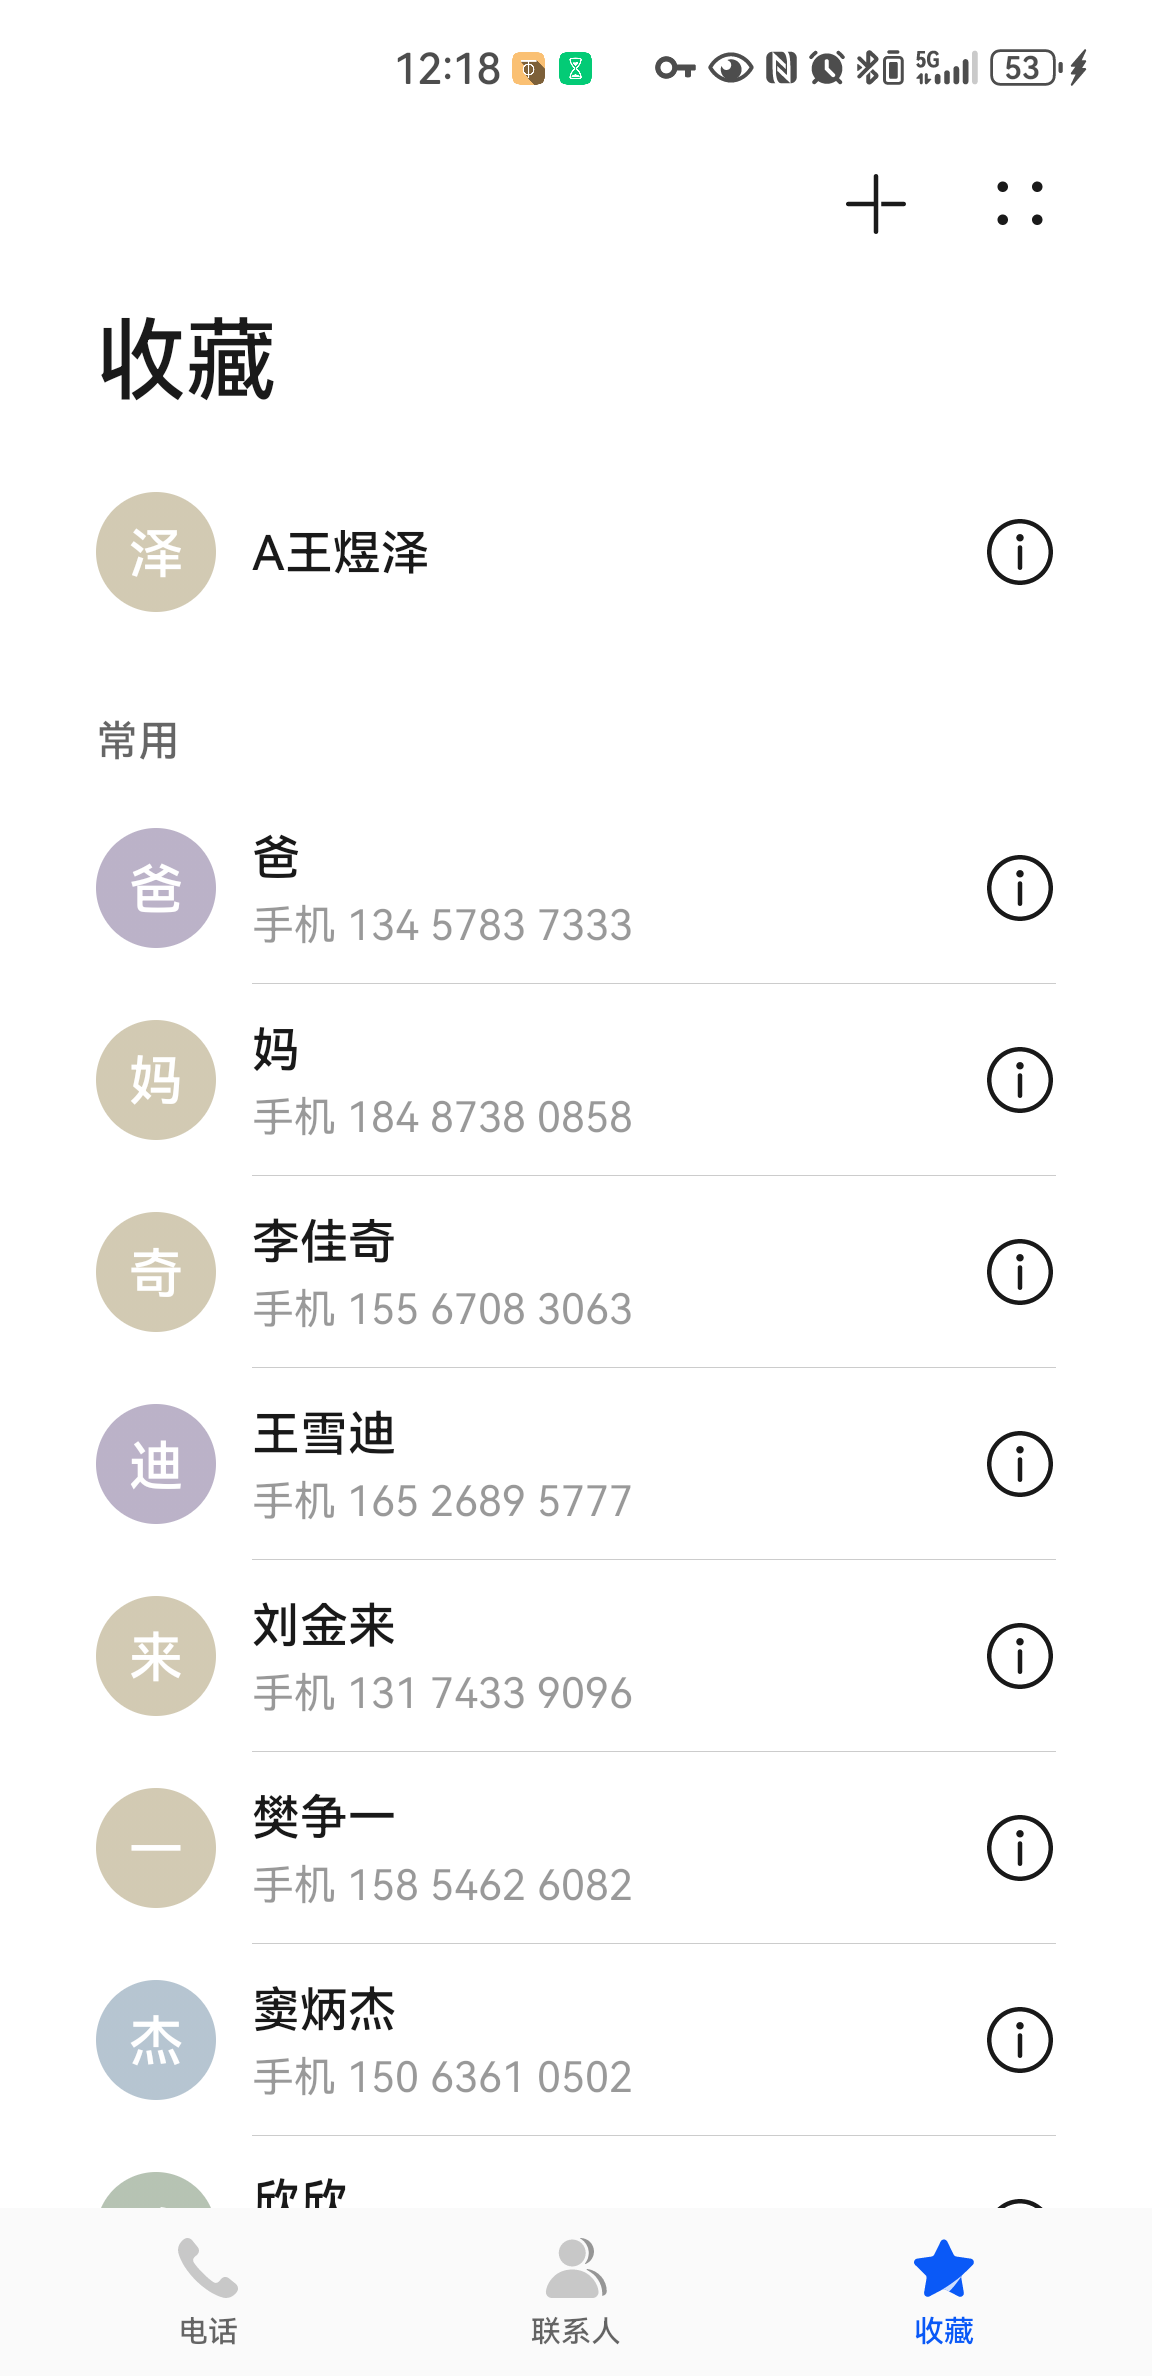 12:18 5G 53
收藏
泽 A王煜泽
常用
爸 爸
手机 134 5783 7333
妈 妈
手机 184 8738 0858
奇 李佳奇
手机 155 6708 3063
迪 王雪迪
手机 165 2689 5777
来 刘金来
手机 131 7433 9096
一 樊争一
手机 158 5462 6082
杰 窦炳杰
手机 150 6361 0502
欣欣
电话 联系人 收藏